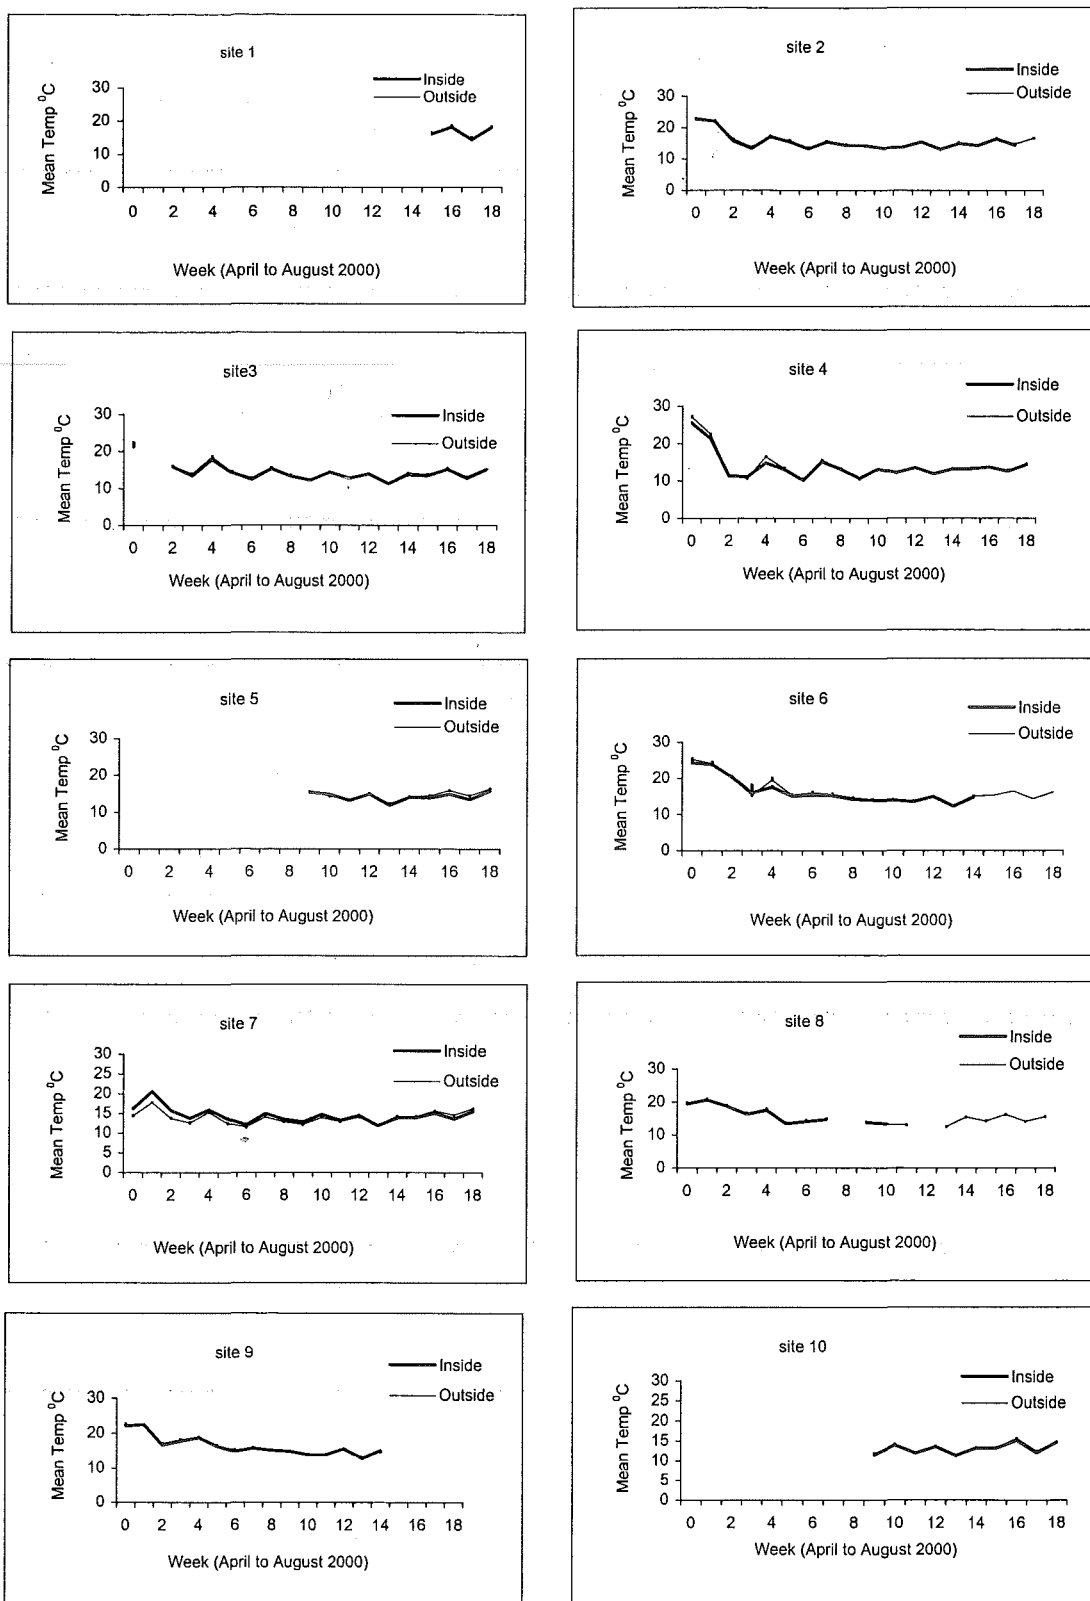 site 1
Inside
Outside
Mean Temp ⁰C
30
20
10
0
0 2 4 6 8 10 12 14 16 18
Week (April to August 2000)
site 2
Inside
Outside
Mean Temp ⁰C
30
20
10
0
0 2 4 6 8 10 12 14 16 18
Week (April to August 2000)
site3
Inside
Outside
Mean Temp ⁰C
30
20
10
0
0 2 4 6 8 10 12 14 16 18
Week (April to August 2000)
site 4
Inside
Outside
Mean Temp ⁰C
30
20
10
0
0 2 4 6 8 10 12 14 16 18
Week (April to August 2000)
site 5
Inside
Outside
Mean Temp ⁰C
30
20
10
0
0 2 4 6 8 10 12 14 16 18
Week (April to August 2000)
site 6
Inside
Outside
Mean Temp ⁰C
30
20
10
0
0 2 4 6 8 10 12 14 16 18
Week (April to August 2000)
site 7
Inside
Outside
Mean Temp ⁰C
30
25
20
15
10
5
0
0 2 4 6 8 10 12 14 16 18
Week (April to August 2000)
site 8
Inside
Outside
Mean Temp ⁰C
30
20
10
0
0 2 4 6 8 10 12 14 16 18
Week (April to August 2000)
site 9
Inside
Outside
Mean Temp ⁰C
30
20
10
0
0 2 4 6 8 10 12 14 16 18
Week (April to August 2000)
site 10
Inside
Outside
Mean Temp ⁰C
30
25
20
15
10
5
0
0 2 4 6 8 10 12 14 16 18
Week (April to August 2000)